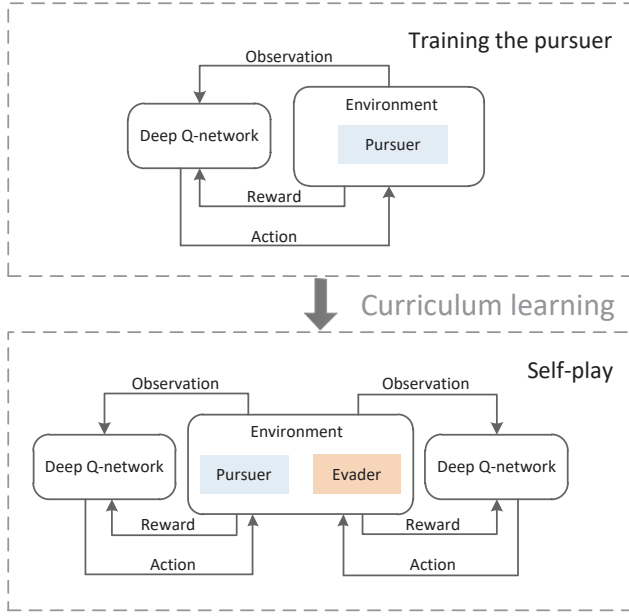 Training the pursuer
Observation
Environment
Deep Q-network
Pursuer
Reward
Action
Curriculum learning
Self-play
Observation
Observation
Environment
Deep Q-network
Pursuer
Evader
Deep Q-network
Reward
Reward
Action
Action